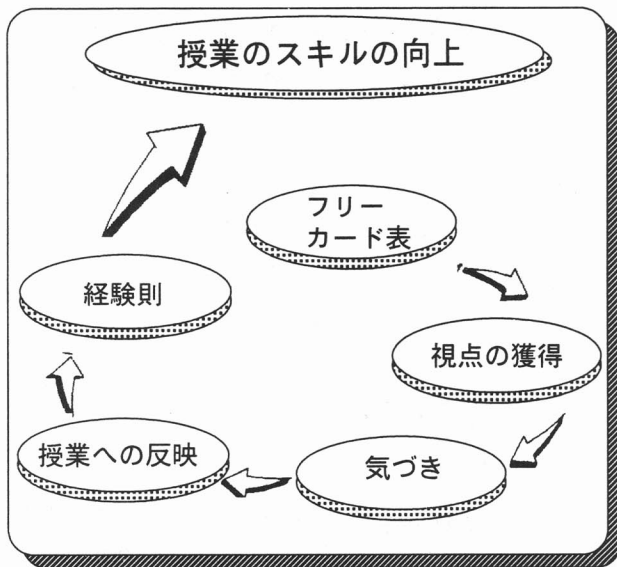 授業のスキルの向上
フリー
カード表
視点の獲得
気づき
授業への反映
経験則